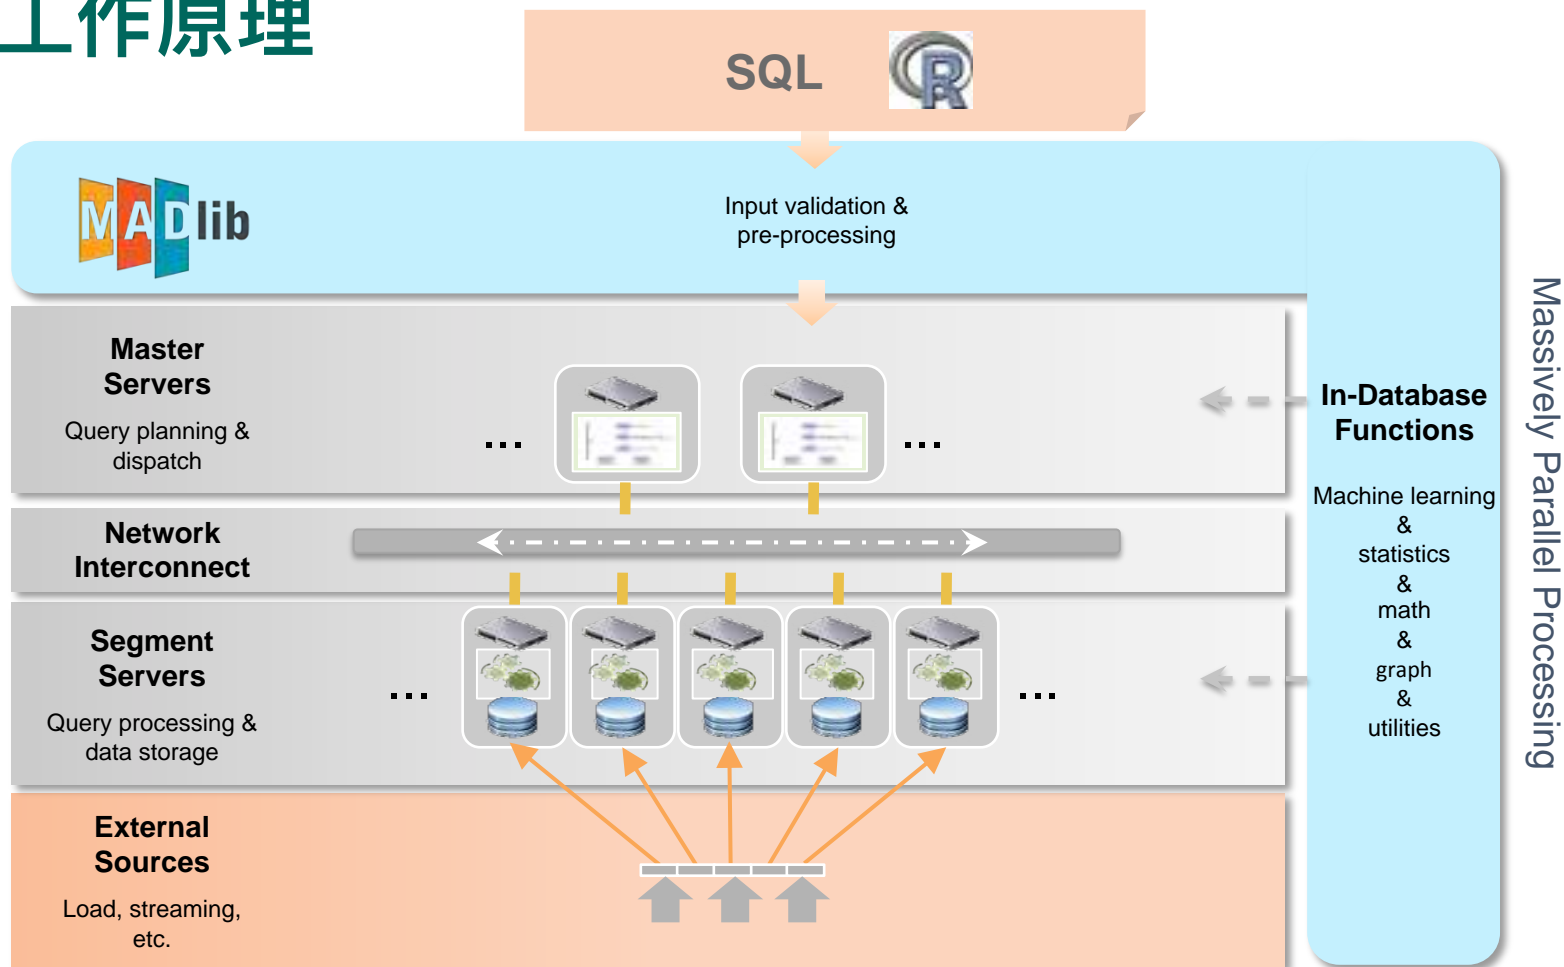 工作原理
SQL
R
MADlib
Input validation &
pre-processing
Master
Servers
Query planning &
dispatch
...
...
Network
Interconnect
Segment
Servers
Query processing &
data storage
...
...
External
Sources
Load, streaming,
etc.
In-Database
Functions
Machine learning
&
statistics
&
math
&
graph
&
utilities
Massively Parallel Processing